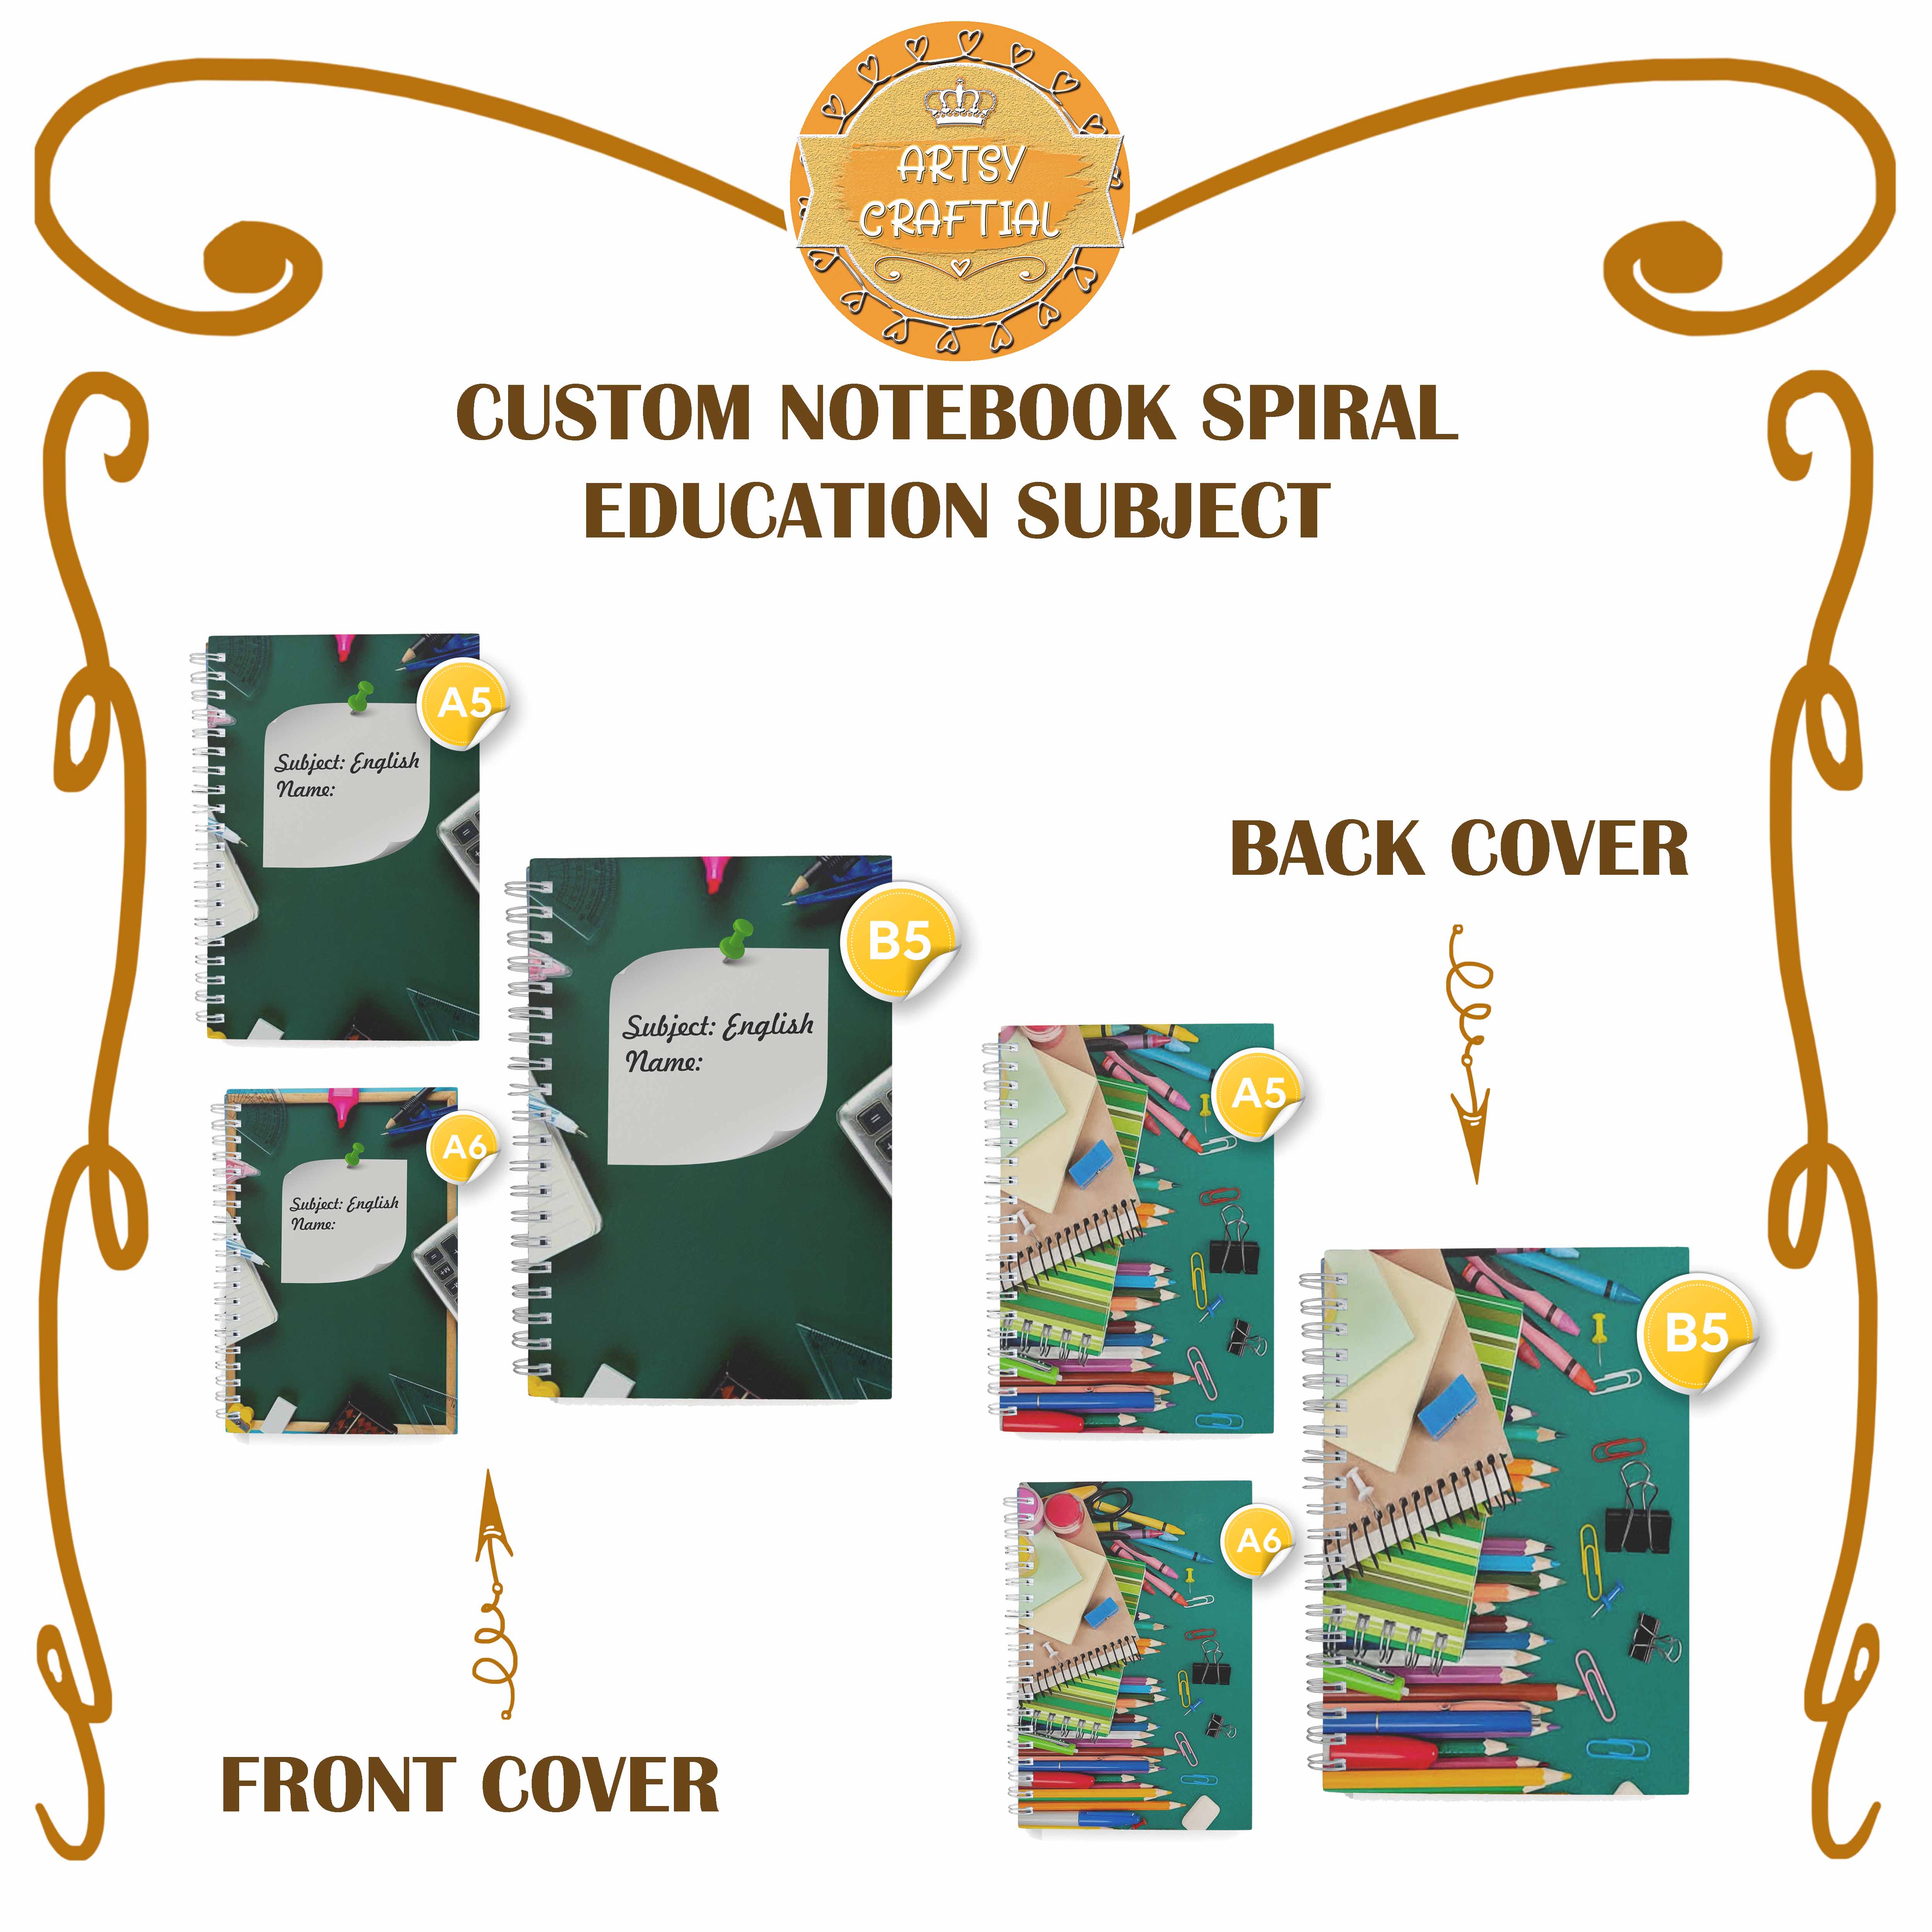 ARTSY
CRAFTIAL
CUSTOM NOTEBOOK SPIRAL
EDUCATION SUBJECT
A5
Subject: English
Name:
B5
Subject: English
Name:
A6
Subject: English
Name:
BACK COVER
A5
B5
A6
FRONT COVER